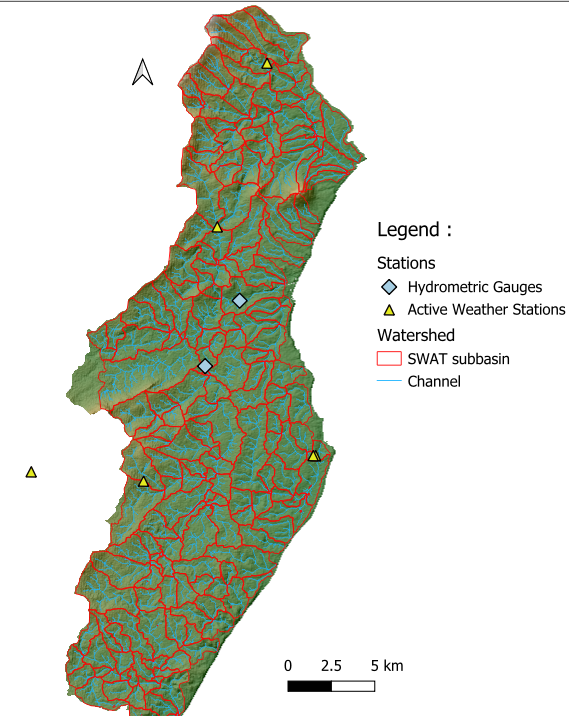 Legend :
Stations
Hydrometric Gauges
Active Weather Stations
Watershed
SWAT subbasin
Channel
0 2.5 5 km